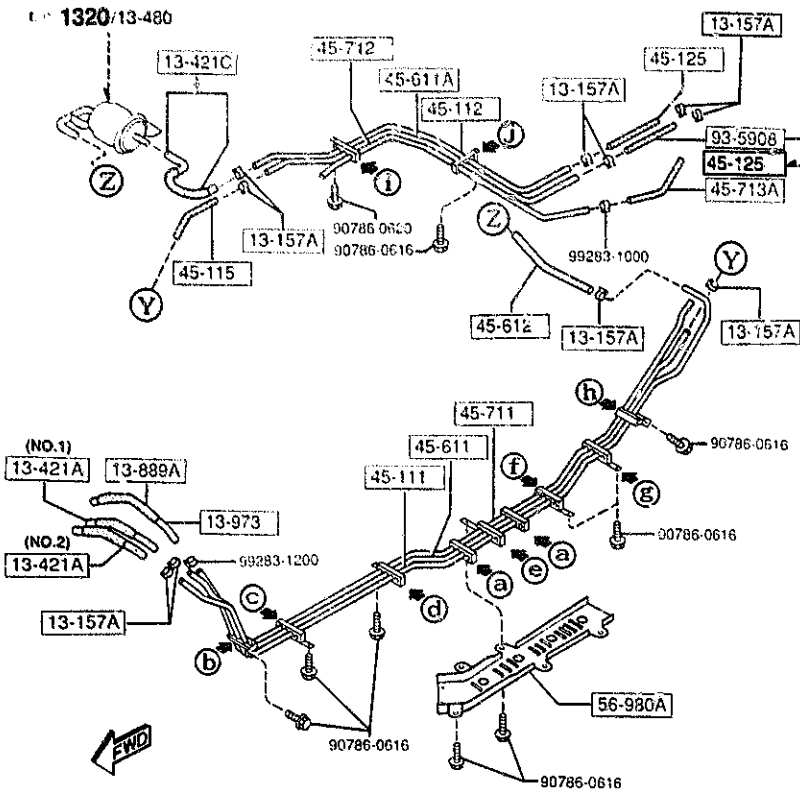 1320/13-480
13-157A
45-712
13-421C
45-611A
45-125
13-157A
45-112
J
93-5908
45-125
Z
i
45-713A
90786-0620
Z
13-157A
90786-0616
99283-1000
Y
45-115
Y
45-612
13-157A
13-157A
h
45-711
90786-0616
(NO.1)
45-611
13-421A
13-889A
f
45-111
g
13-973
(NO.2)
90786-0616
13-421A
99283-1200
a
e
a
c
d
13-157A
b
56-980A
FWD
90786-0616
90786-0616